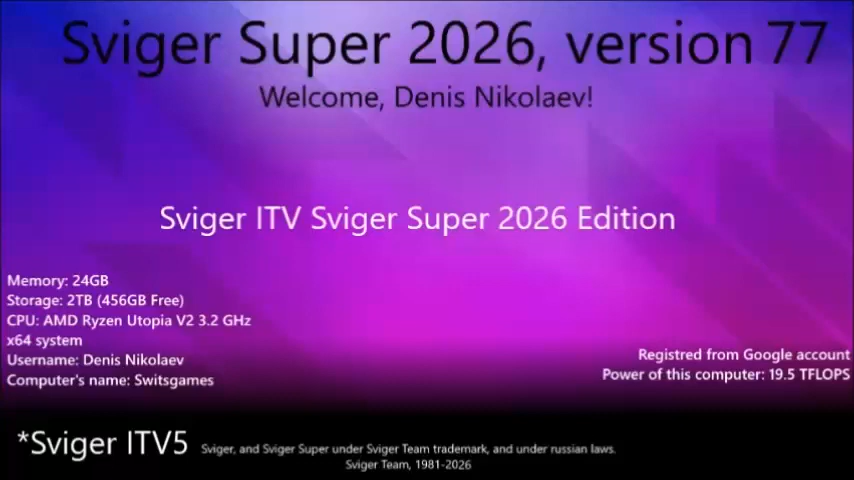 Sviger Super 2026, version 77
Welcome, Denis Nikolaev!
Sviger ITV Sviger Super 2026 Edition
Memory: 24GB
Storage: 2TB (456GB Free)
CPU: AMD Ryzen Utopia V2 3.2 GHz
x64 system
Username: Denis Nikolaev
Computer's name: Switsgames
Registred from Google account
Power of this computer: 19.5 TFLOPS
*Sviger ITV5
Sviger, and Sviger Super under Sviger Team trademark, and under russian laws.
Sviger Team, 1981-2026